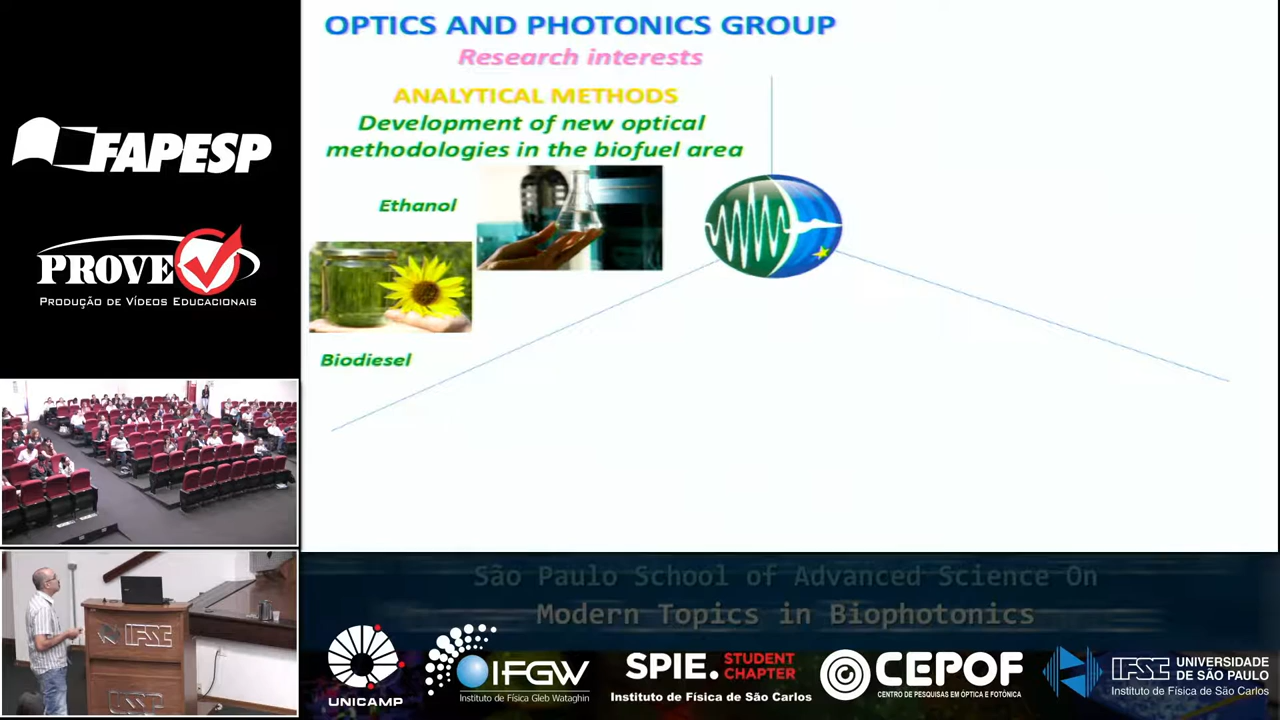 FAPESP
PROVE
PRODUÇÃO DE VÍDEOS EDUCACIONAIS
OPTICS AND PHOTONICS GROUP
Research interests
ANALYTICAL METHODS
Development of new optical
methodologies in the biofuel area
Ethanol
Biodiesel
IFSC
IFSC
São Paulo School of Advanced Science On
Modern Topics in Biophotonics
UNICAMP
IFGW
Instituto de Física Gleb Wataghin
SPIE. STUDENT
CHAPTER
Instituto de Física de São Carlos
CEPOF
CENTRO DE PESQUISAS EM ÓPTICA E FOTÔNICA
IFSC UNIVERSIDADE
DE SÃO PAULO
Instituto de Física de São Carlos